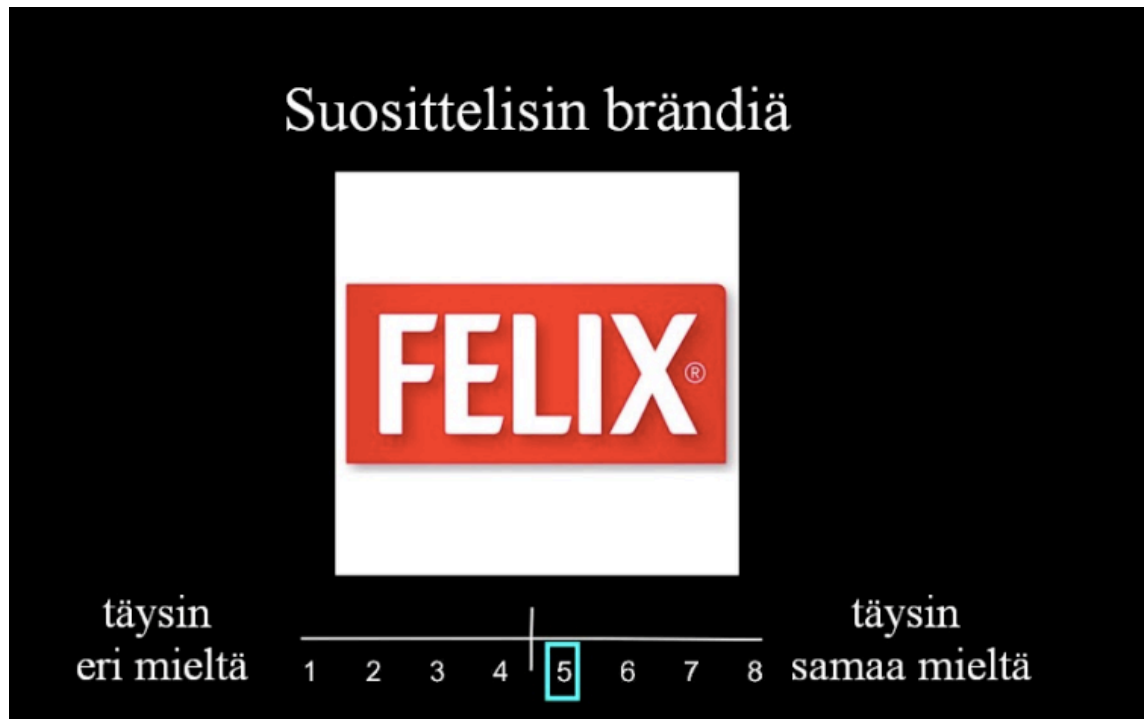 Suosittelisin brändiä
FELIX®
täysin
eri mieltä
1 2 3 4 5 6 7 8
täysin
samaa mieltä